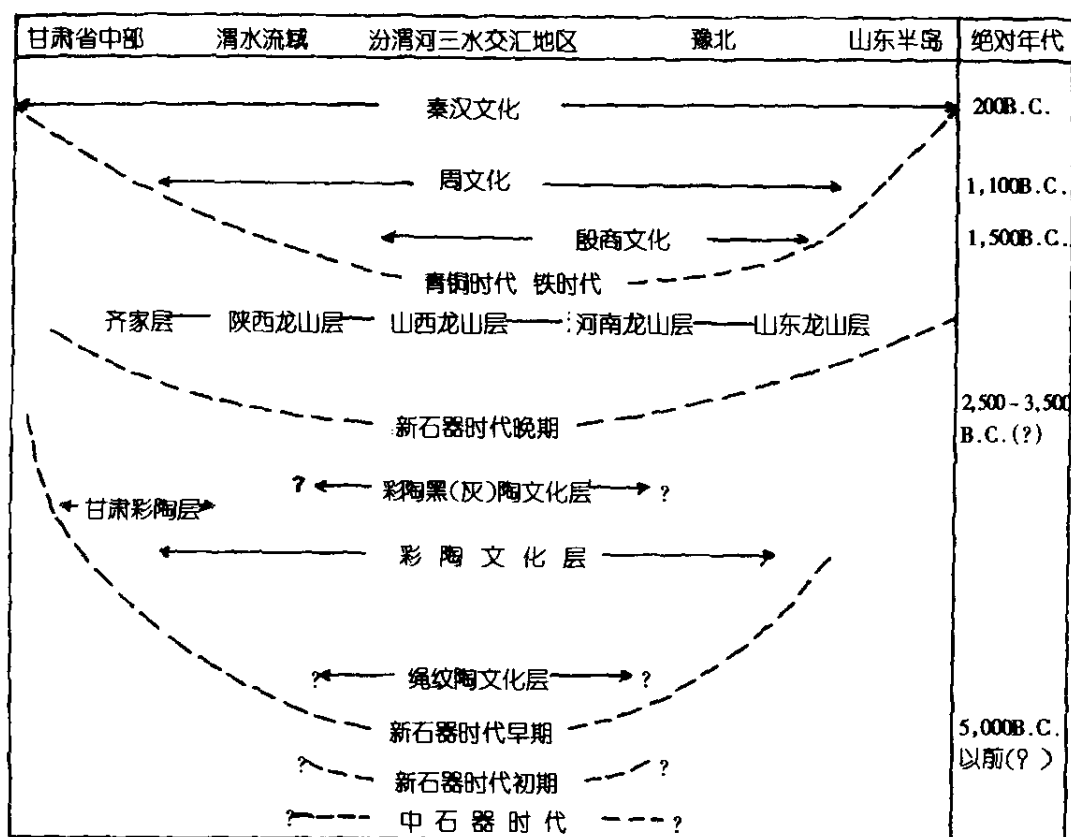 甘肃省中部 渭水流域 汾渭河三水交汇地区 豫北 山东半岛 绝对年代
秦汉文化 200B.C.
周文化 1,100B.C.
殷商文化 1,500B.C.
青铜时代 铁时代
齐家层 陕西龙山层 山西龙山层 河南龙山层 山东龙山层
新石器时代晚期 2,500~3,500
B.C.(?)
? 彩陶黑(灰)陶文化层 ?
甘肃彩陶层
彩陶文化层
? 绳纹陶文化层 ?
新石器时代早期 5,000B.C.
以前(?)
? 新石器时代初期 ?
? 中石器时代 ?